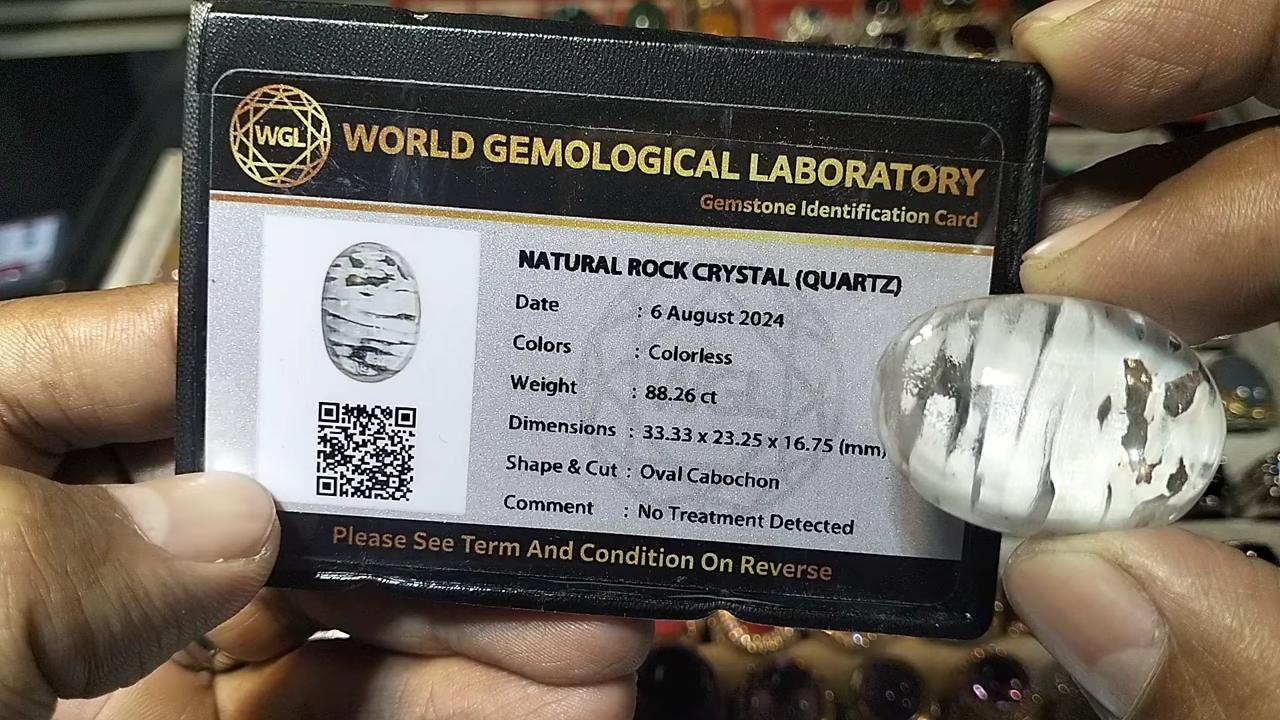 WGL
WORLD GEMOLOGICAL LABORATORY
Gemstone Identification Card
NATURAL ROCK CRYSTAL (QUARTZ)
Date : 6 August 2024
Colors : Colorless
Weight : 88.26 ct
Dimensions : 33.33 x 23.25 x 16.75 (mm)
Shape & Cut : Oval Cabochon
Comment : No Treatment Detected
Please See Term And Condition On Reverse